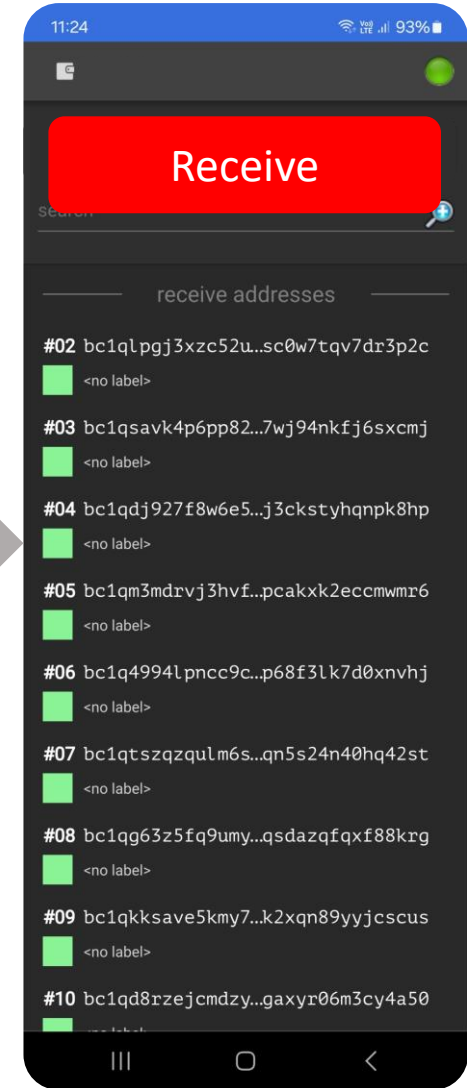 11:24 Voll LTE 93%
Receive
search
receive addresses
#02 bc1qlpgj3xzc52u…sc0w7tqv7dr3p2c
<no label>
#03 bc1qsavk4p6pp82…7wj94nkfj6sxcmj
<no label>
#04 bc1qdj927f8w6e5…j3ckstyhqnpk8hp
<no label>
#05 bc1qm3mdrvj3hvf…pcakxk2eccmwmr6
<no label>
#06 bc1q4994lpncc9c…p68f3lk7d0xnvhj
<no label>
#07 bc1qtszqzqulm6s…qn5s24n40hq42st
<no label>
#08 bc1qg63z5fq9umy…qsdazqfqxf88krg
<no label>
#09 bc1qkksave5kmy7…k2xqn89yyjcscus
<no label>
#10 bc1qd8rzejcmdzy…gaxyr06m3cy4a50